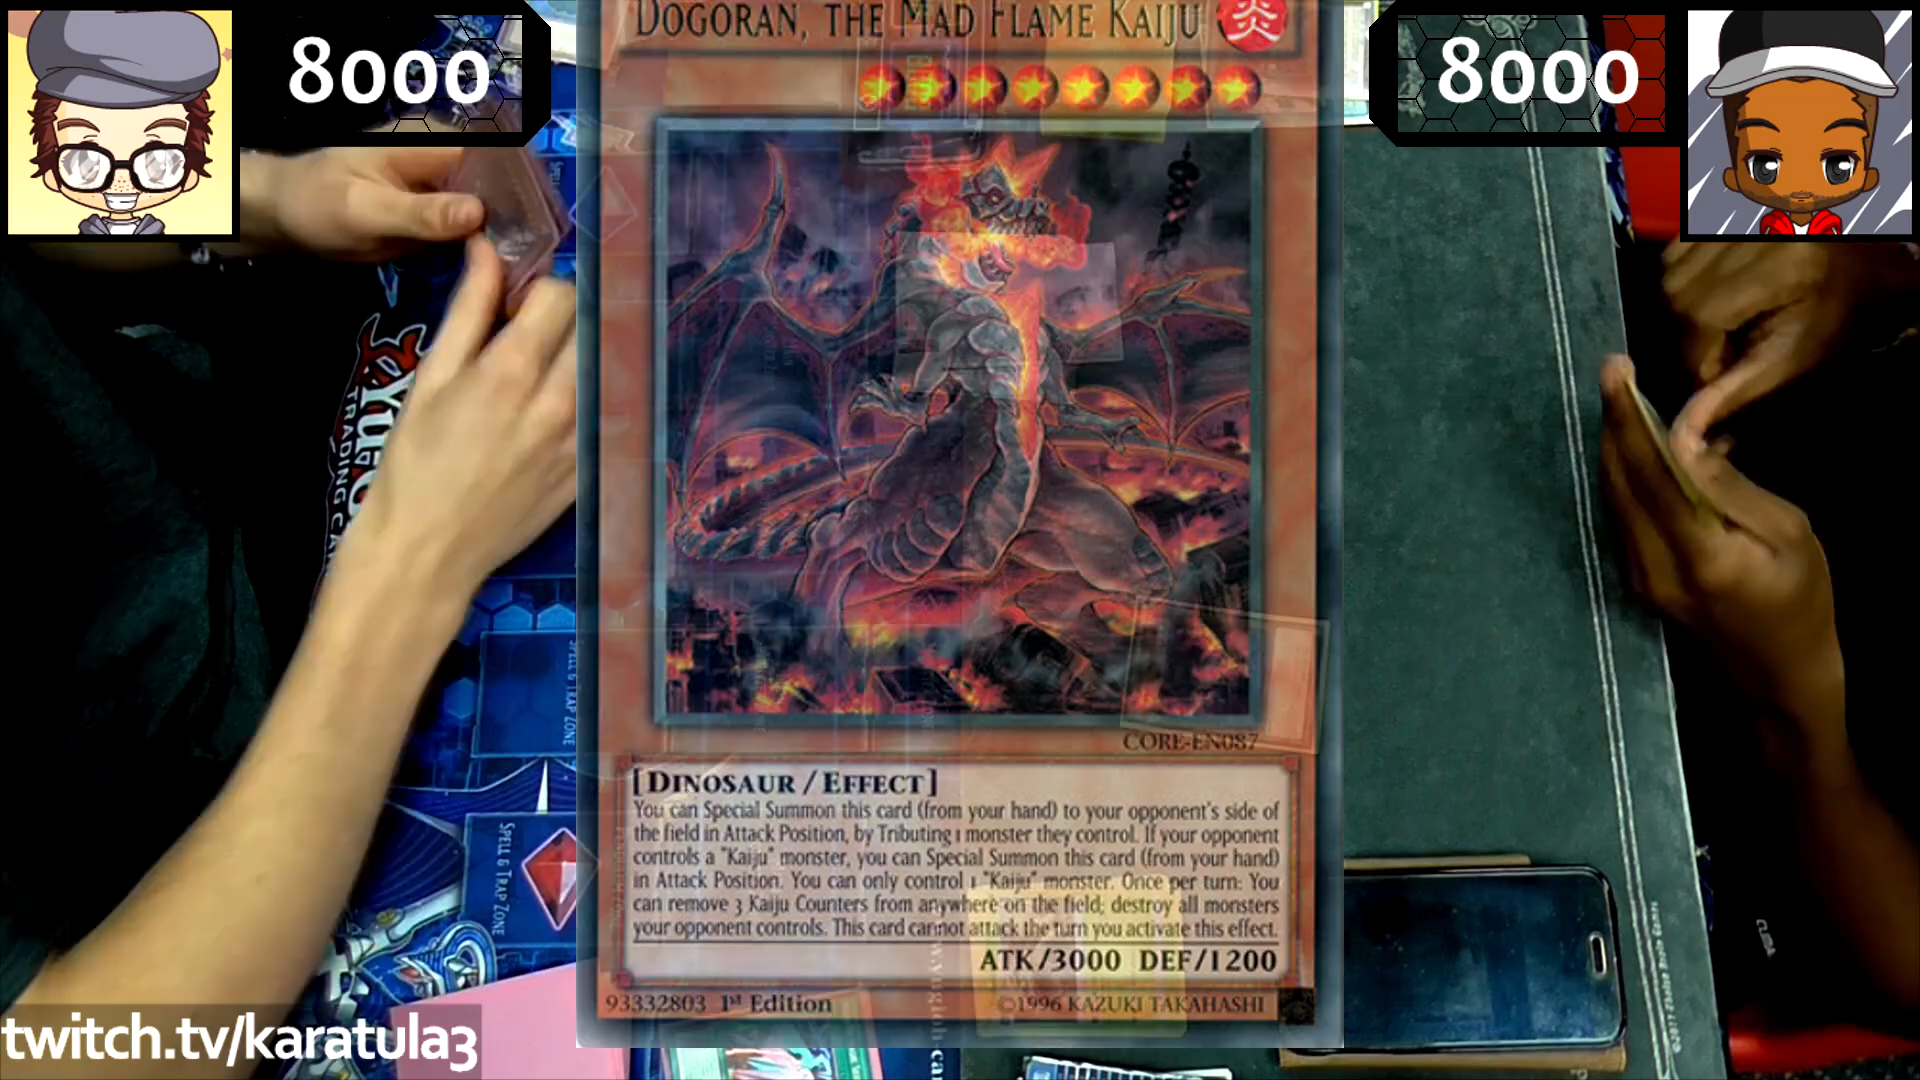 8000
8000
DOGORAN, THE MAD FLAME KAIJU
炎
CORE-EN087
[DINOSAUR / EFFECT]
You can Special Summon this card (from your hand) to your opponent's side of
the field in Attack Position, by Tributing 1 monster they control. If your opponent
controls a "Kaiju" monster, you can Special Summon this card (from your hand)
in Attack Position. You can only control 1 "Kaiju" monster. Once per turn: You
can remove 3 Kaiju Counters from anywhere on the field; destroy all monsters
your opponent controls. This card cannot attack the turn you activate this effect.
ATK/3000 DEF/1200
93332803 1st Edition
©1996 KAZUKI TAKAHASHI
TRADING CA
SPELL & TRAP ZONE
SPELL & TRAP ZONE
twitch.tv/karatula3